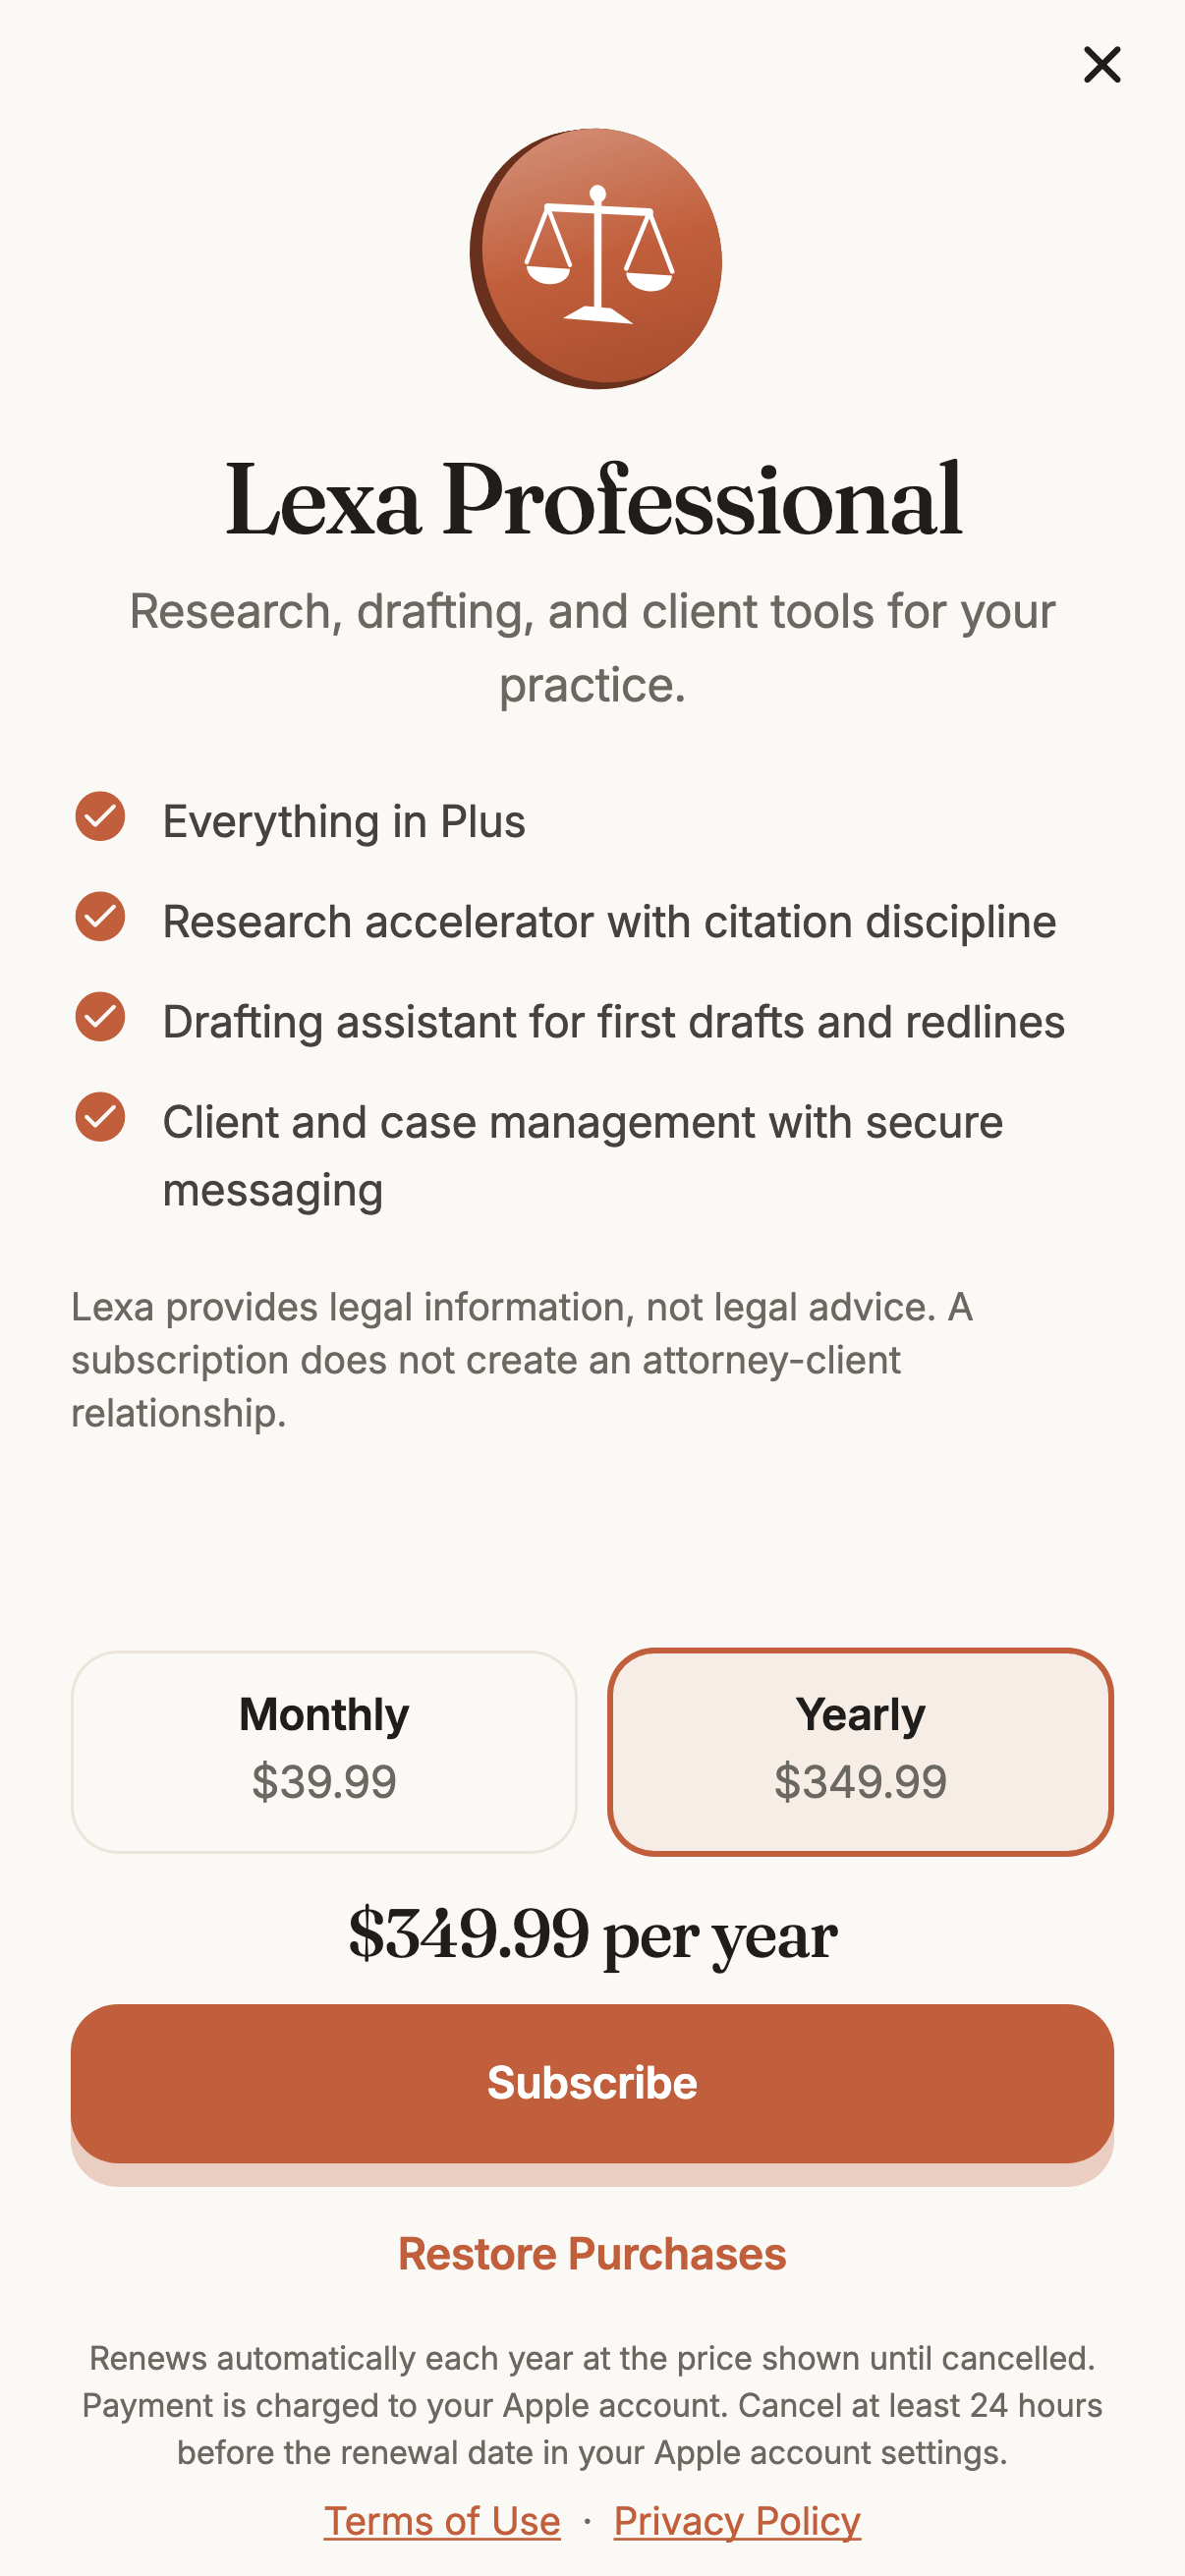 Lexa Professional
Research, drafting, and client tools for your
practice.
Everything in Plus
Research accelerator with citation discipline
Drafting assistant for first drafts and redlines
Client and case management with secure
messaging
Lexa provides legal information, not legal advice. A
subscription does not create an attorney-client
relationship.
Monthly
$39.99
Yearly
$349.99
$349.99 per year
Subscribe
Restore Purchases
Renews automatically each year at the price shown until cancelled.
Payment is charged to your Apple account. Cancel at least 24 hours
before the renewal date in your Apple account settings.
Terms of Use · Privacy Policy